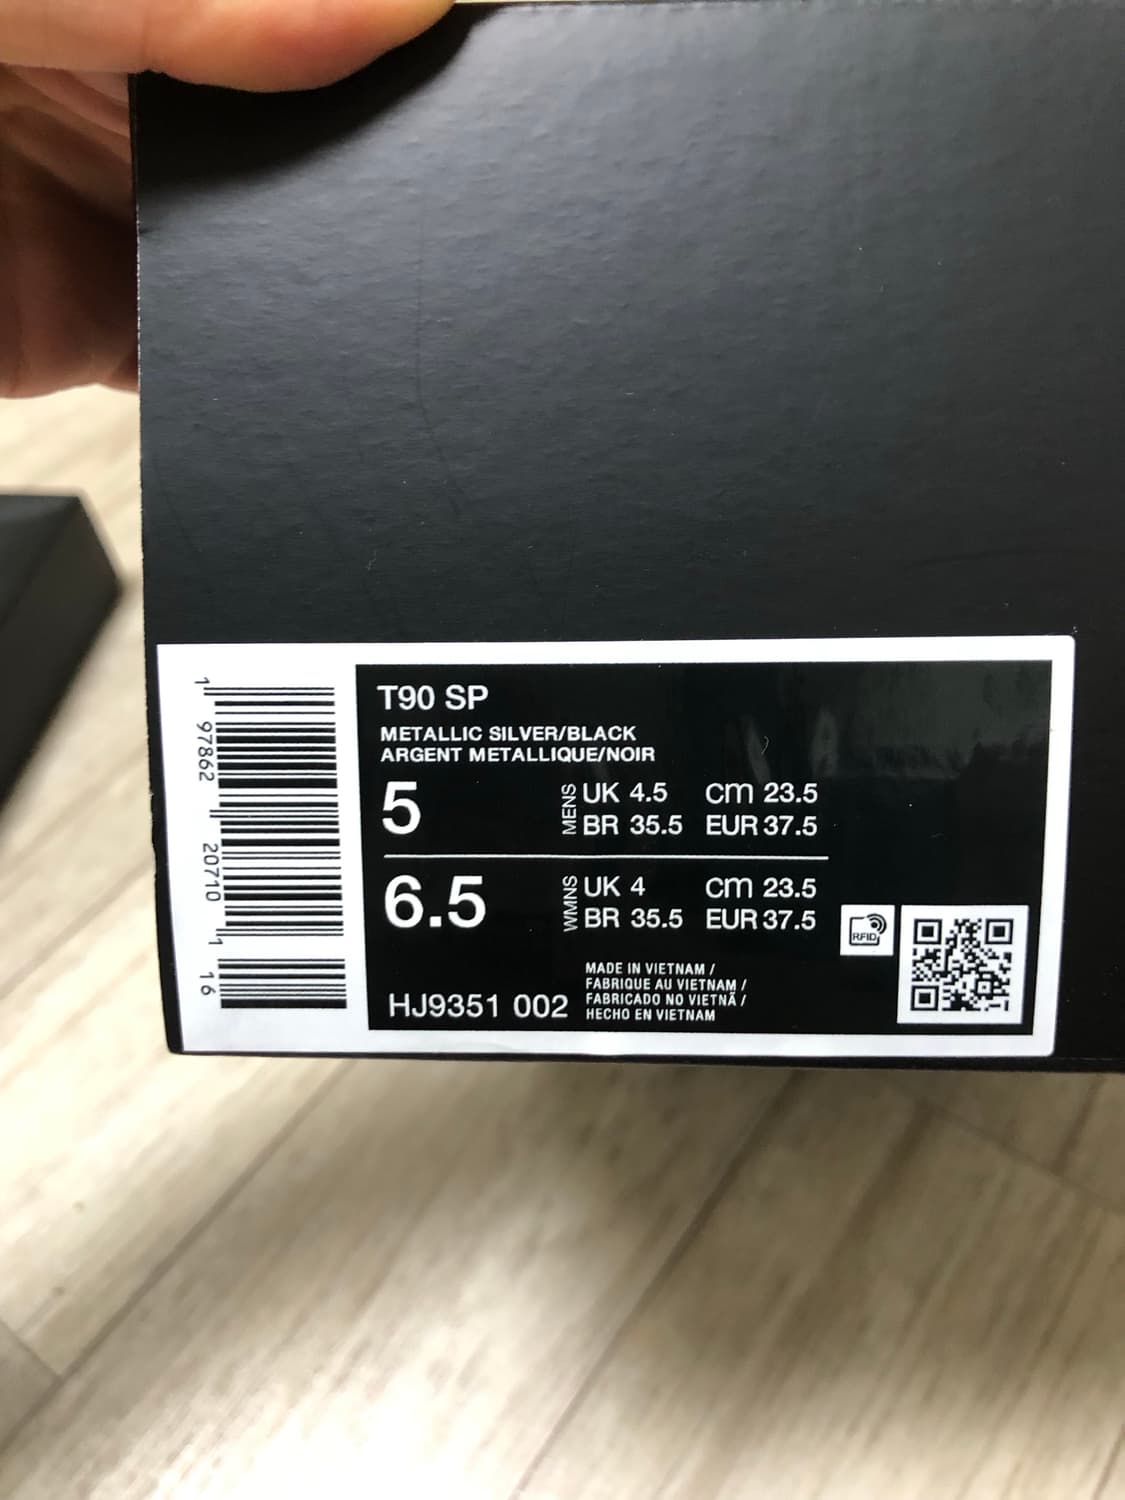 T90 SP
METALLIC SILVER/BLACK
ARGENT METALLIQUE/NOIR
5
MENS
UK 4.5 cm 23.5
BR 35.5 EUR 37.5
6.5
WMNS
UK 4 cm 23.5
BR 35.5 EUR 37.5
RFID
HJ9351 002
MADE IN VIETNAM /
FABRIQUE AU VIETNAM /
FABRICADO NO VIETNÃ /
HECHO EN VIETNAM
1 97862 20710 1 16